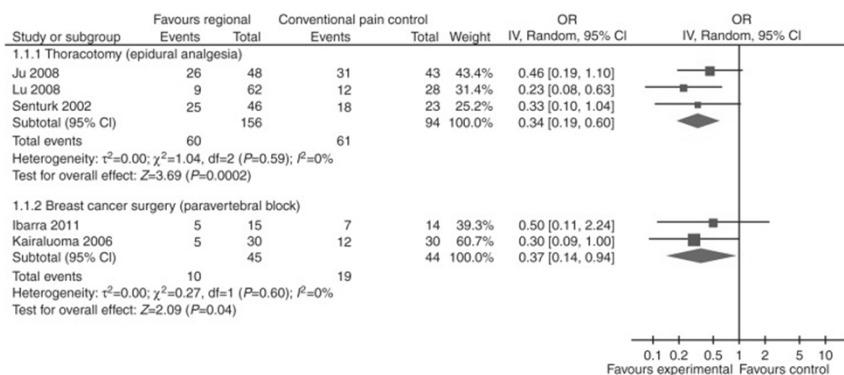 Favours regional Conventional pain control OR OR
Study or subgroup Events Total Events Total Weight IV, Random, 95% CI IV, Random, 95% CI
1.1.1 Thoracotomy (epidural analgesia)
Ju 2008 26 48 31 43 43.4% 0.46 [0.19, 1.10]
Lu 2008 9 62 12 28 31.4% 0.23 [0.08, 0.63]
Senturk 2002 25 46 18 23 25.2% 0.33 [0.10, 1.04]
Subtotal (95% CI) 156 94 100.0% 0.34 [0.19, 0.60]
Total events 60 61
Heterogeneity: τ²=0.00; χ²=1.04, df=2 (P=0.59); I²=0%
Test for overall effect: Z=3.69 (P=0.0002)
1.1.2 Breast cancer surgery (paravertebral block)
Ibarra 2011 5 15 7 14 39.3% 0.50 [0.11, 2.24]
Kairaluoma 2006 5 30 12 30 60.7% 0.30 [0.09, 1.00]
Subtotal (95% CI) 45 44 100.0% 0.37 [0.14, 0.94]
Total events 10 19
Heterogeneity: τ²=0.00; χ²=0.27, df=1 (P=0.60); I²=0%
Test for overall effect: Z=2.09 (P=0.04)
0.1 0.2 0.5 1 2 5 10
Favours experimental Favours control